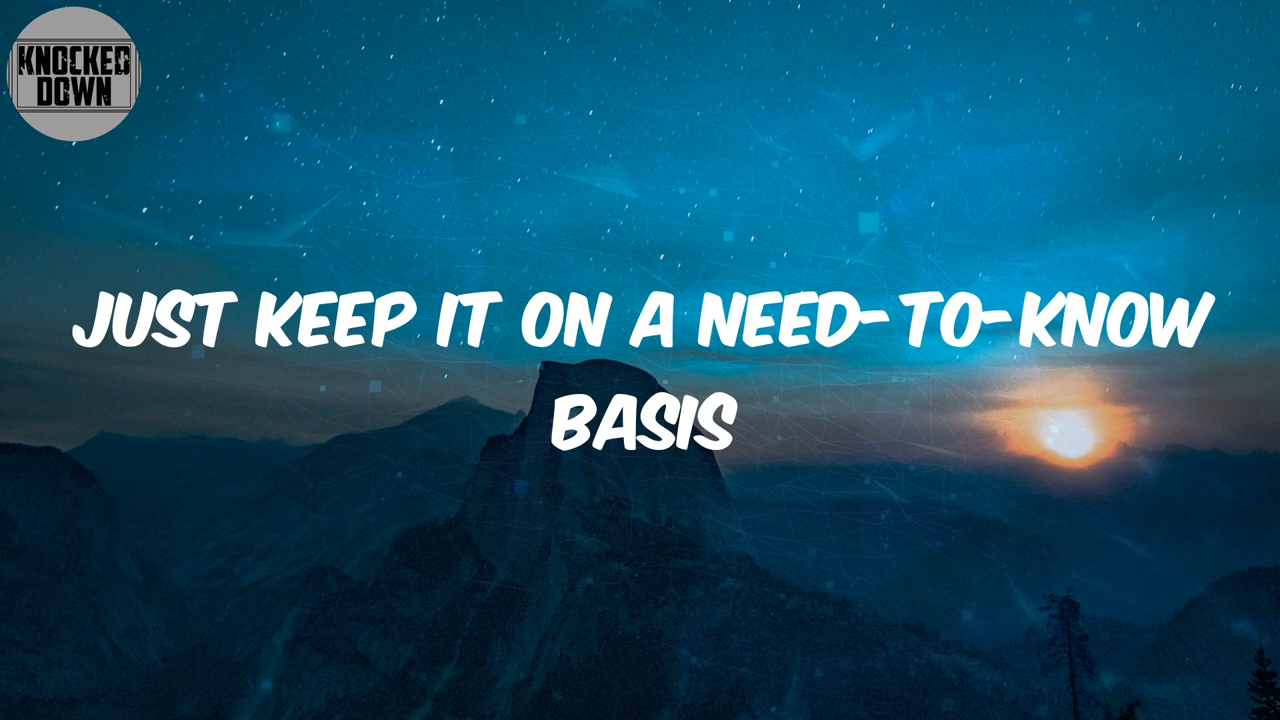 KNOCKED
DOWN
JUST KEEP IT ON A NEED-TO-KNOW
BASIS